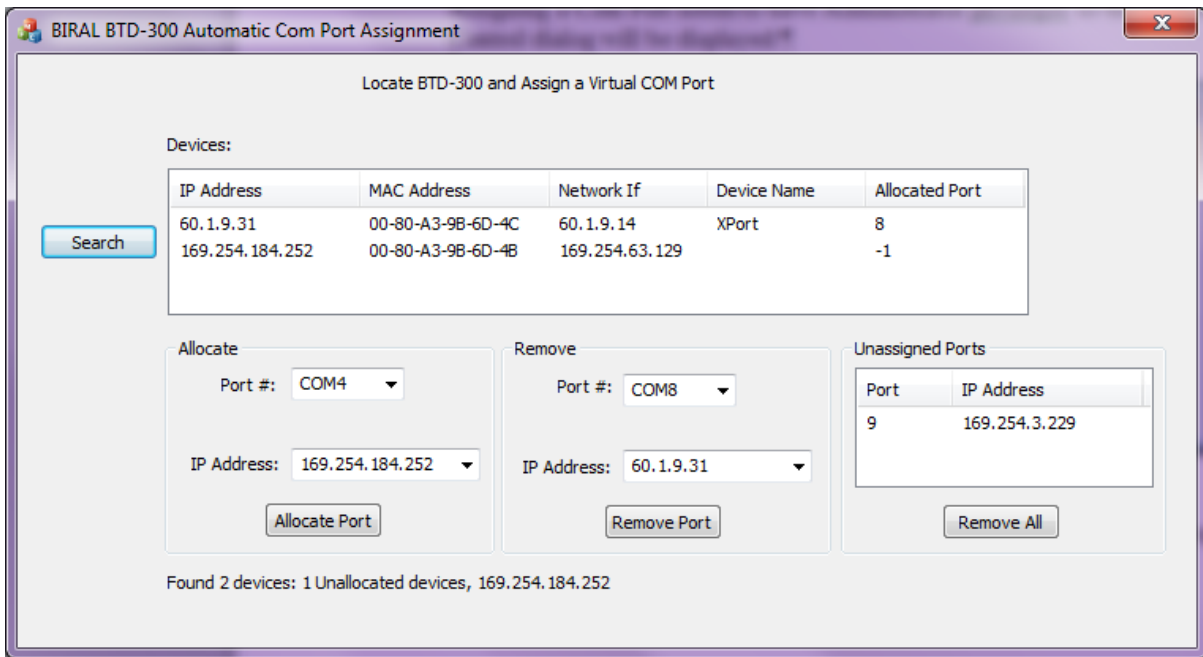 BIRAL BTD-300 Automatic Com Port Assignment
Locate BTD-300 and Assign a Virtual COM Port
Devices:
IP Address MAC Address Network If Device Name Allocated Port
60.1.9.31 00-80-A3-9B-6D-4C 60.1.9.14 XPort 8
Search
169.254.184.252 00-80-A3-9B-6D-4B 169.254.63.129 -1
Allocate
Port #: COM4
IP Address: 169.254.184.252
Allocate Port
Remove
Port #: COM8
IP Address: 60.1.9.31
Remove Port
Unassigned Ports
Port IP Address
9 169.254.3.229
Remove All
Found 2 devices: 1 Unallocated devices, 169.254.184.252